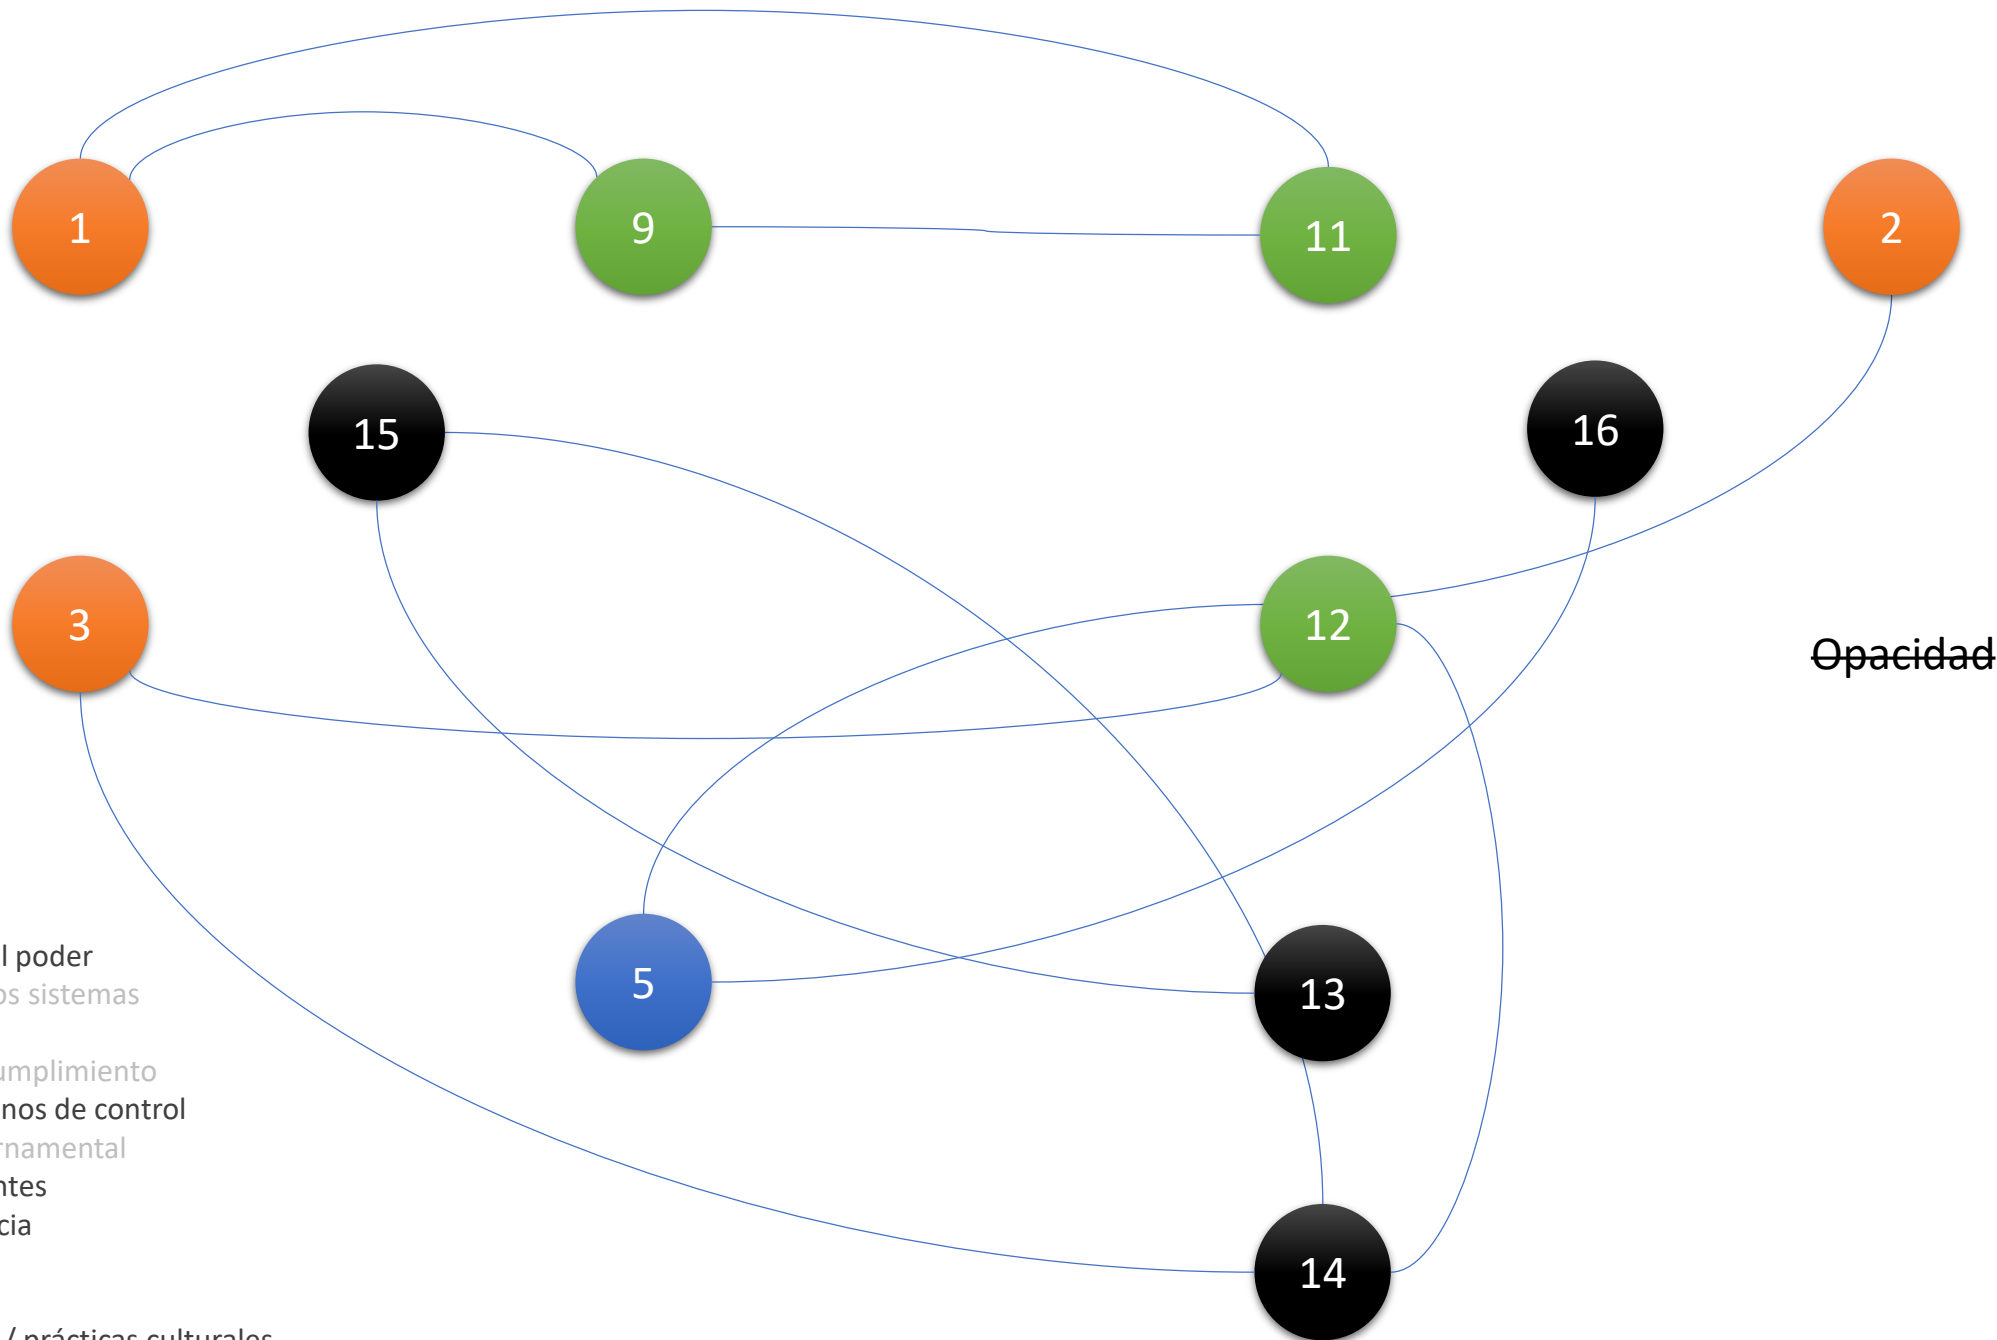 1
9
11
2
15
16
3
12
Opacidad
l poder
os sistemas
5
13
umplimiento
nos de control
rnamental
ntes
cia
14
/ prácticas culturales